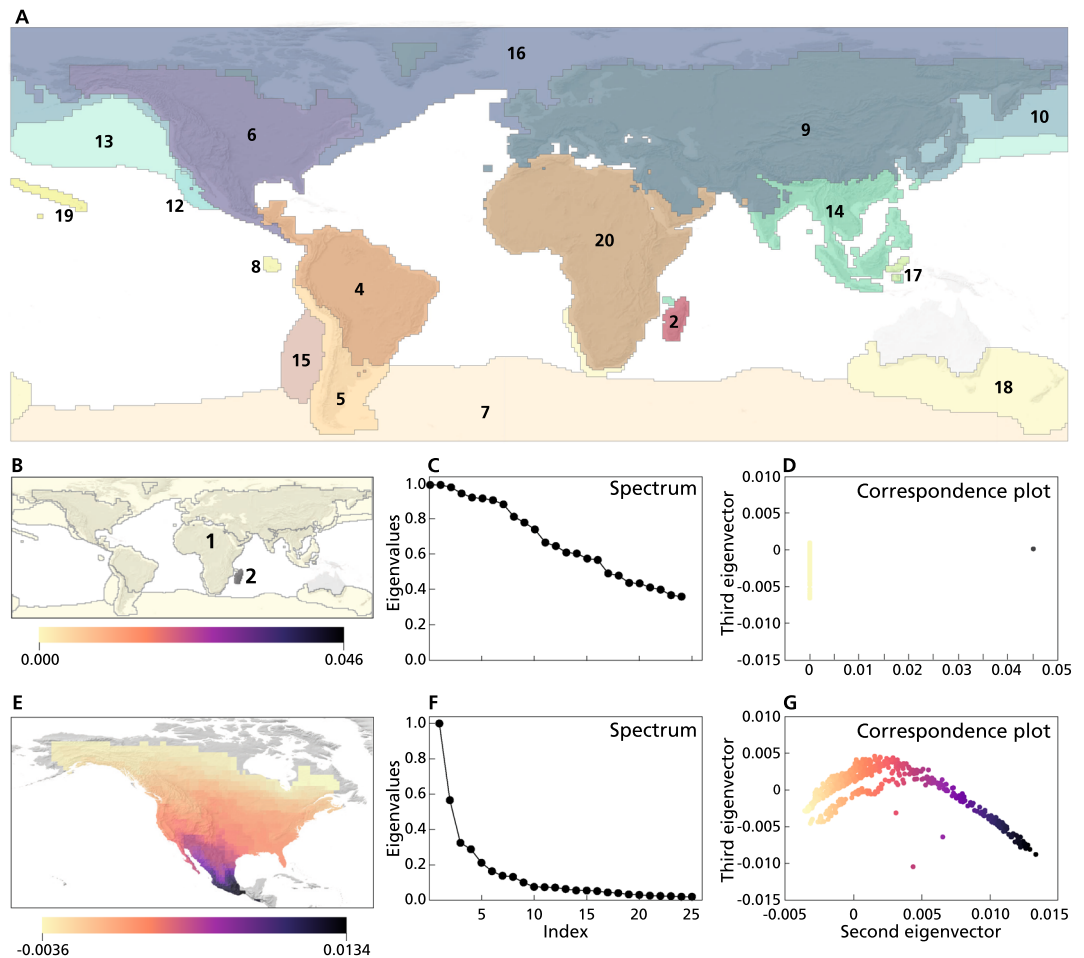 A
16
6
13
9
10
12
19
14
20
8
17
4
2
15
18
5
7
B
1
2
0.000
0.046
C
Spectrum
Eigenvalues
1.0
0.8
0.6
0.4
0.2
0.0
D
Correspondence plot
Third eigenvector
0.010
0.005
0
-0.005
-0.010
-0.015
0 0.01 0.02 0.03 0.04 0.05
E
-0.0036
0.0134
F
Spectrum
Eigenvalues
1.0
0.8
0.6
0.4
0.2
0.0
5 10 15 20 25
Index
G
Correspondence plot
Third eigenvector
0.010
0.005
0
-0.005
-0.010
-0.015
-0.005 0 0.005 0.010 0.015
Second eigenvector